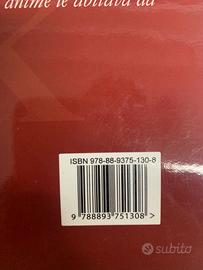 anime le abitava da
ISBN 978-88-9375-130-8
9 788893 751308 >
subito